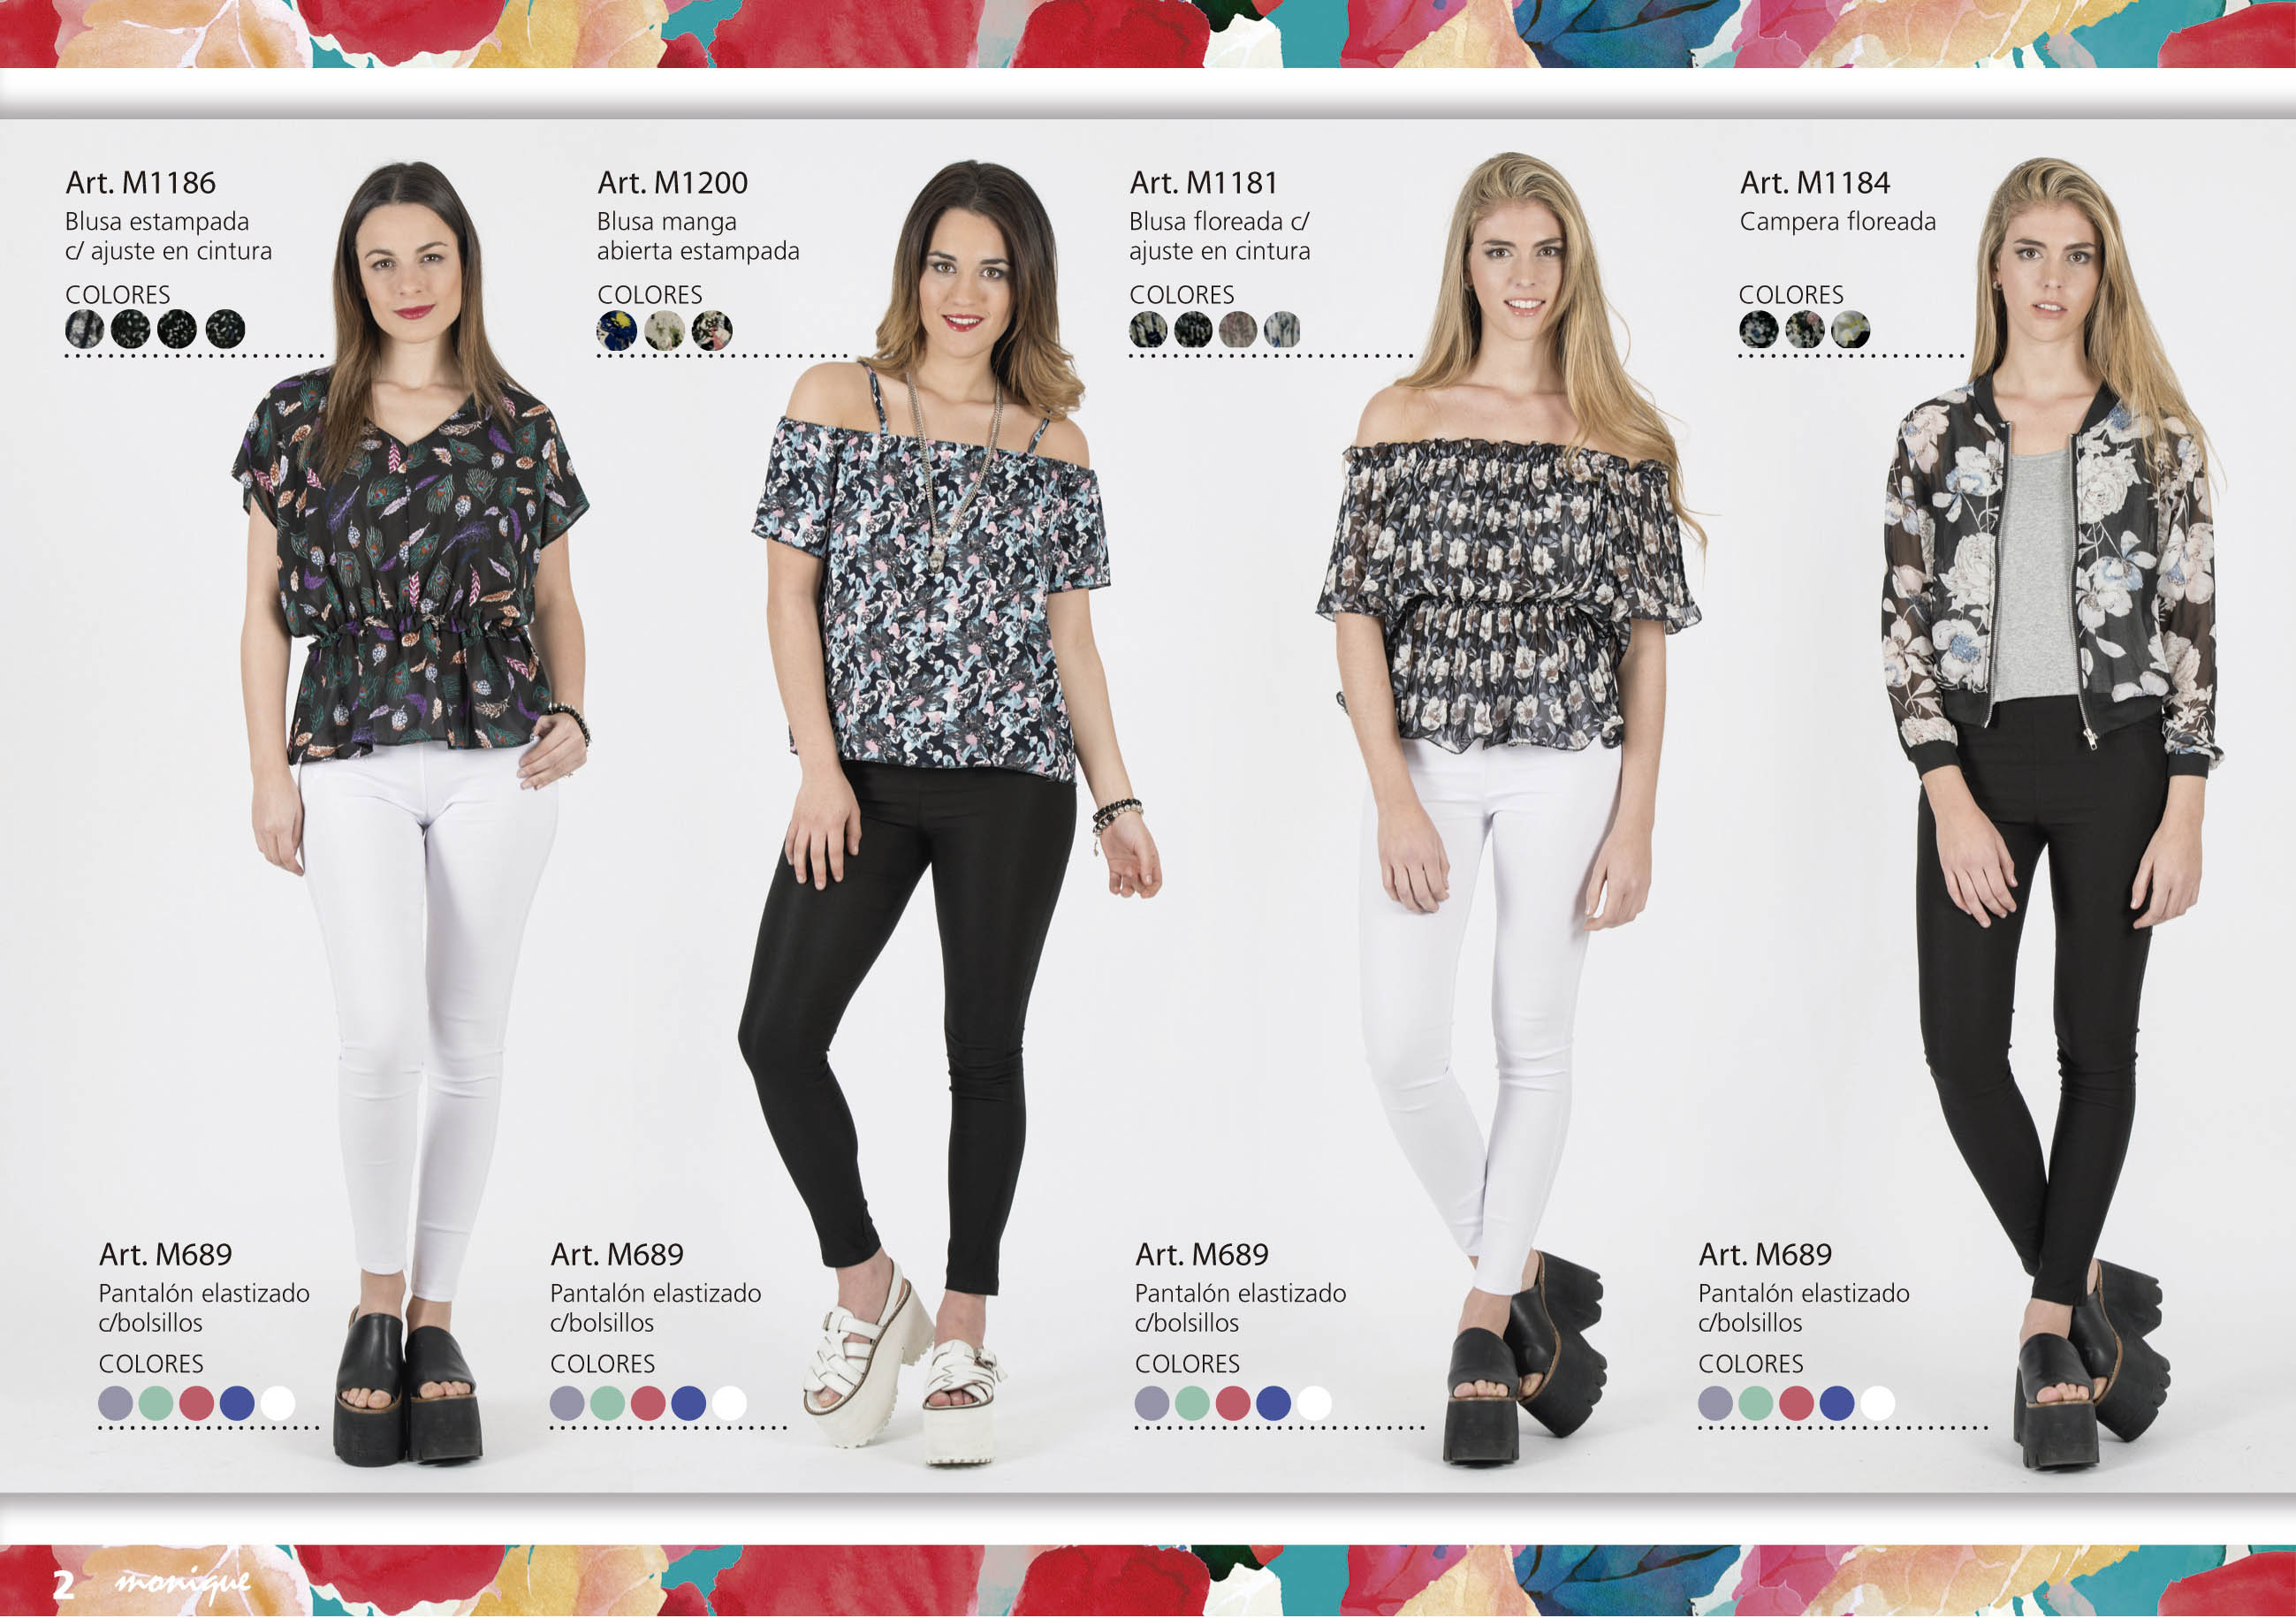 Art. M1186
Blusa estampada
c/ ajuste en cintura
COLORES
Art. M1200
Blusa manga
abierta estampada
COLORES
Art. M1181
Blusa floreada c/
ajuste en cintura
COLORES
Art. M1184
Campera floreada
COLORES
Art. M689
Pantalón elastizado
c/bolsillos
COLORES
Art. M689
Pantalón elastizado
c/bolsillos
COLORES
Art. M689
Pantalón elastizado
c/bolsillos
COLORES
Art. M689
Pantalón elastizado
c/bolsillos
COLORES
2 monique